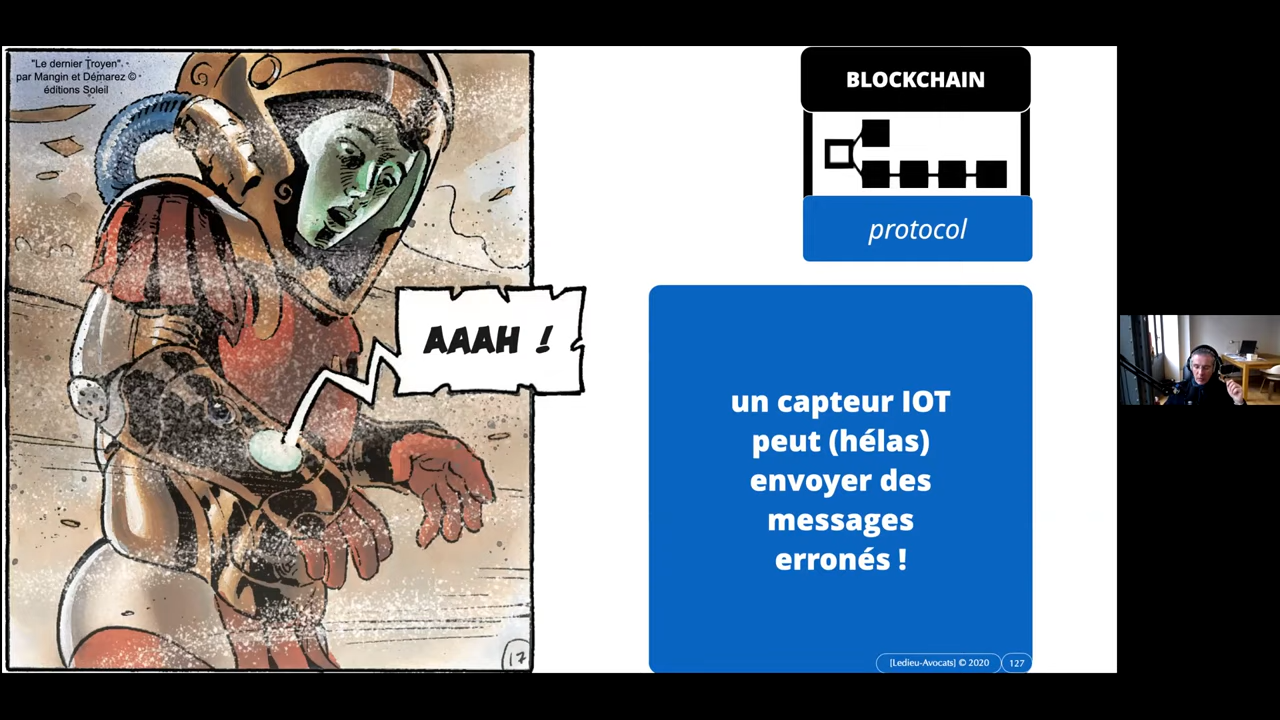 "Le dernier Troyen"
par Mangin et Démarez ©
éditions Soleil
AAAH !
17
BLOCKCHAIN
protocol
un capteur IOT
peut (hélas)
envoyer des
messages
erronés !
[Ledieu-Avocats] © 2020
127